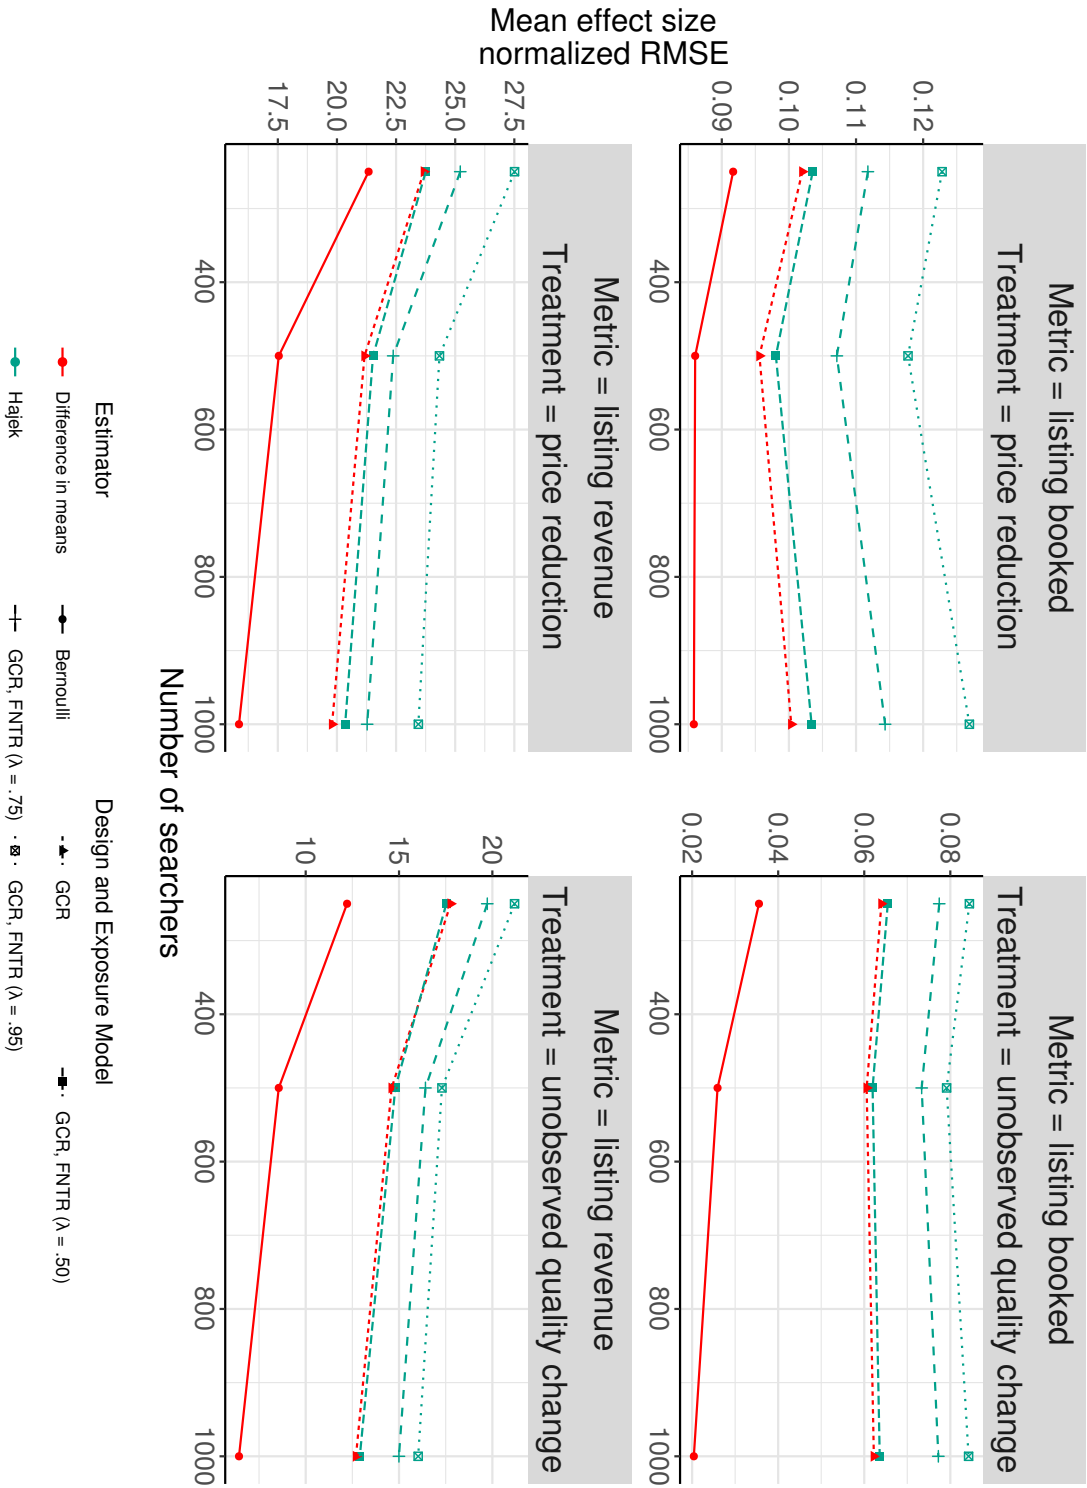 Mean effect size
normalized RMSE
Metric = listing booked
Treatment = price reduction
0.12
0.11
0.10
0.09
400
600
800
1000
Metric = listing booked
Treatment = unobserved quality change
0.08
0.06
0.04
0.02
400
600
800
1000
Metric = listing revenue
Treatment = price reduction
27.5
25.0
22.5
20.0
17.5
400
600
800
1000
Metric = listing revenue
Treatment = unobserved quality change
20
15
10
400
600
800
1000
Number of searchers
Estimator
Difference in means
Hajek
Design and Exposure Model
Bernoulli
GCR
GCR, FNTR (λ = .50)
GCR, FNTR (λ = .75)
GCR, FNTR (λ = .95)